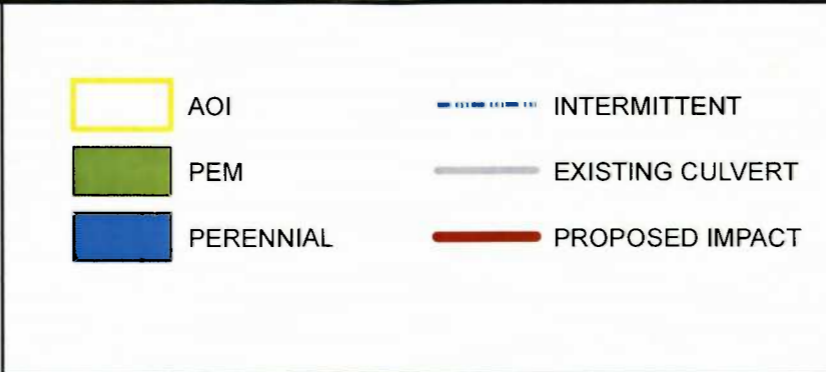 AOI
PEM
PERENNIAL
INTERMITTENT
EXISTING CULVERT
PROPOSED IMPACT